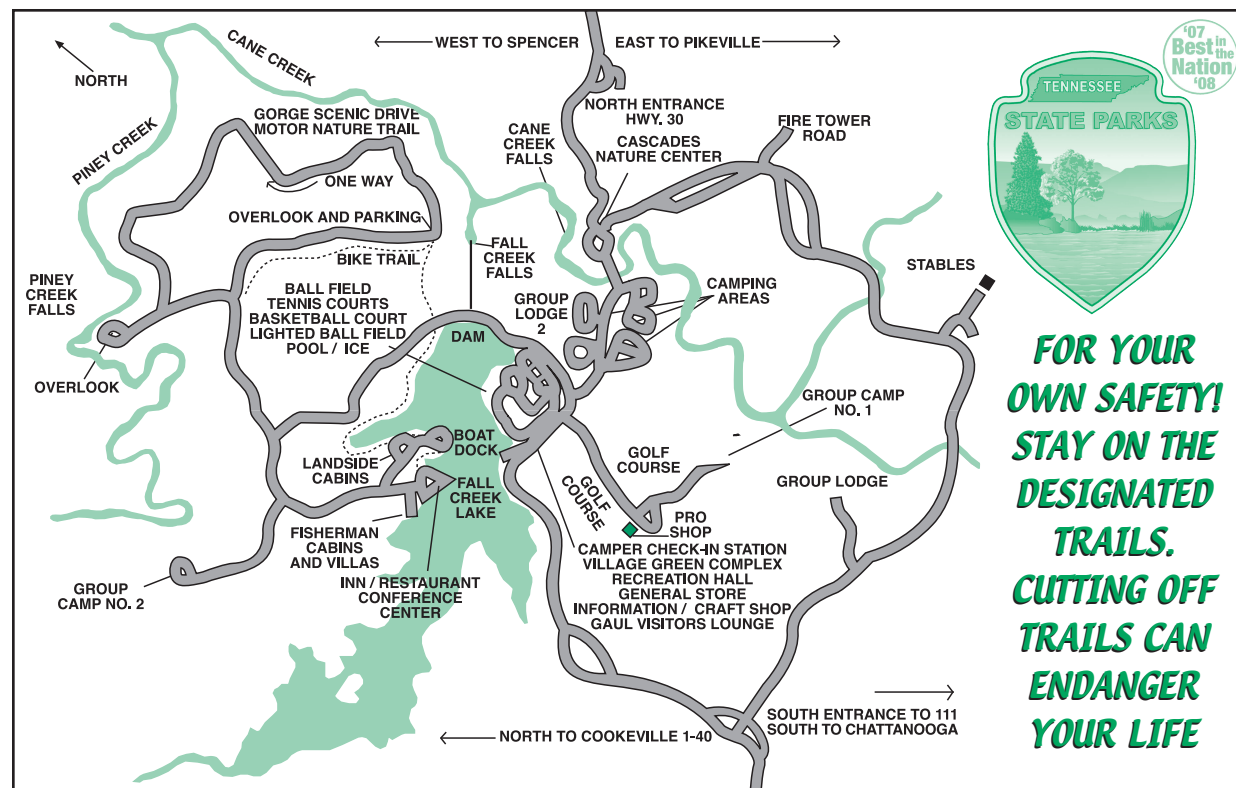 WEST TO SPENCER
EAST TO PIKEVILLE
NORTH
CANE CREEK
PINEY CREEK
GORGE SCENIC DRIVE
MOTOR NATURE TRAIL
ONE WAY
OVERLOOK AND PARKING
BIKE TRAIL
NORTH ENTRANCE
HWY. 30
CANE
CREEK
FALLS
CASCADES
NATURE CENTER
FIRE TOWER
ROAD
STABLES
PINEY
CREEK
FALLS
OVERLOOK
BALL FIELD
TENNIS COURTS
BASKETBALL COURT
LIGHTED BALL FIELD
POOL / ICE
FALL
CREEK
FALLS
DAM
GROUP
LODGE
2
CAMPING
AREAS
GROUP CAMP
NO. 1
GOLF
COURSE
GOLF
COURSE
GROUP LODGE
PRO
SHOP
BOAT
DOCK
LANDSIDE
CABINS
FALL
CREEK
LAKE
FISHERMAN
CABINS
AND VILLAS
INN / RESTAURANT
CONFERENCE
CENTER
GROUP
CAMP NO. 2
CAMPER CHECK-IN STATION
VILLAGE GREEN COMPLEX
RECREATION HALL
GENERAL STORE
INFORMATION / CRAFT SHOP
GAUL VISITORS LOUNGE
SOUTH ENTRANCE TO 111
SOUTH TO CHATTANOOGA
NORTH TO COOKEVILLE 1-40
'07
Best in the
Nation
'08
TENNESSEE
STATE PARKS
FOR YOUR
OWN SAFETY!
STAY ON THE
DESIGNATED
TRAILS.
CUTTING OFF
TRAILS CAN
ENDANGER
YOUR LIFE